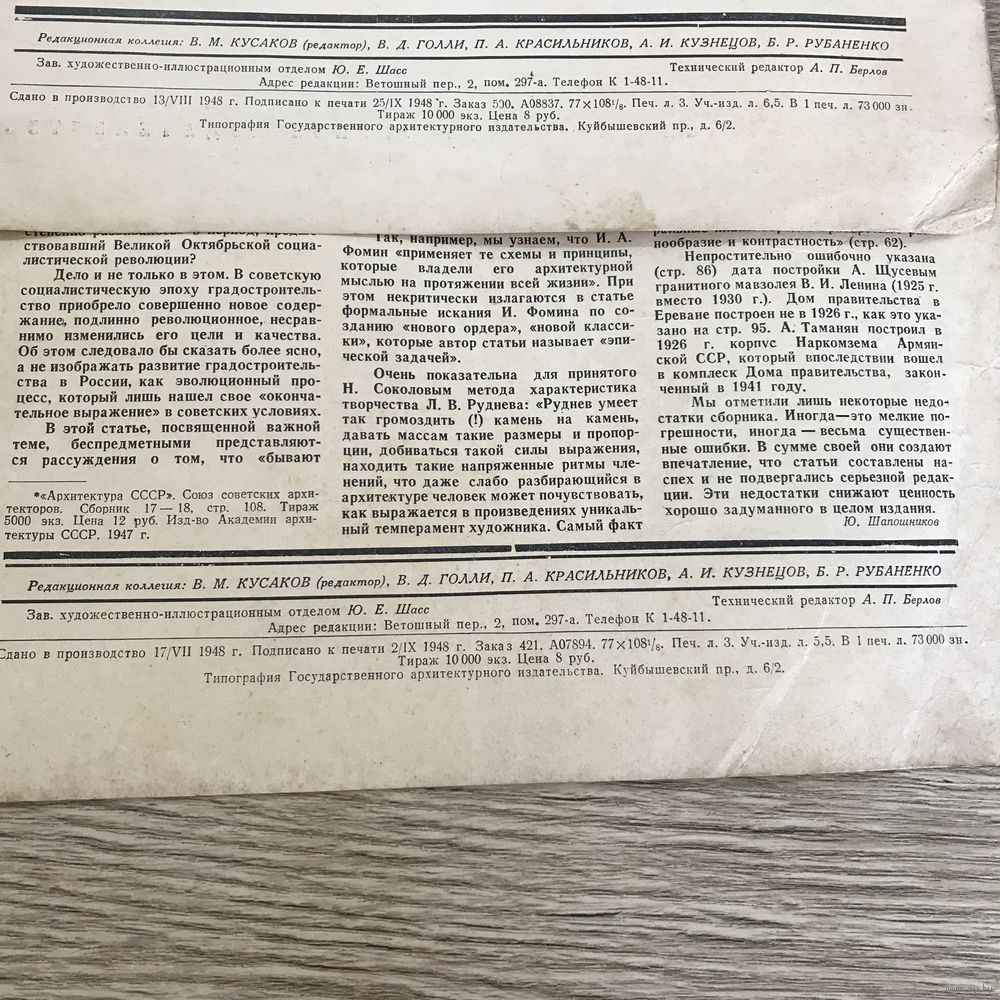 Редакционная коллегия: В. М. КУСАКОВ (редактор), В. Д. ГОЛЛИ, П. А. КРАСИЛЬНИКОВ, А. И. КУЗНЕЦОВ, Б. Р. РУБАНЕНКО
Зав. художественно-иллюстрационным отделом Ю. Е. Шасс
Технический редактор А. П. Берлов
Адрес редакции: Ветошный пер., 2, пом. 297-а. Телефон К 1-48-11.
Сдано в производство 13/VIII 1948 г. Подписано к печати 25/IX 1948 г. Заказ 500. А08837. 77×108¹/₈. Печ. л. 3. Уч.-изд. л. 6,5. В 1 печ. л. 73 000 зн.
Тираж 10 000 экз. Цена 8 руб.
Типография Государственного архитектурного издательства. Куйбышевский пр., д. 6/2.
ствовавший Великой Октябрьской социа-
листической революции?
Дело и не только в этом. В советскую
социалистическую эпоху градостроитель-
ство приобрело совершенно новое содер-
жание, подлинно революционное, несрав-
нимо изменились его цели и качества.
Об этом следовало бы сказать более ясно,
а не изображать развитие градостроитель-
ства в России, как эволюционный про-
цесс, который лишь нашел свое «оконча-
тельное выражение» в советских условиях.
В этой статье, посвященной важной
теме, беспредметными представляют-
ся рассуждения о том, что «бывают
*«Архитектура СССР». Союз советских архи-
текторов. Сборник 17—18, стр. 108. Тираж
5000 экз. Цена 12 руб. Изд-во Академии архи-
тектуры СССР. 1947 г.
Так, например, мы узнаем, что И. А.
Фомин «применяет те схемы и принципы,
которые владели его архитектурной
мыслью на протяжении всей жизни». При
этом некритически излагаются в статье
формальные искания И. Фомина по со-
зданию «нового ордера», «новой класси-
ки», которые автор статьи называет «эпи-
ческой задачей».
Очень показательна для принятого
Н. Соколовым метода характеристика
творчества Л. В. Руднева: «Руднев умеет
так громоздить (!) камень на камень,
давать массам такие размеры и пропор-
ции, добиваться такой силы выражения,
находить такие напряженные ритмы чле-
нений, что даже слабо разбирающийся в
архитектуре человек может почувствовать,
как выражается в произведениях уникаль-
ный темперамент художника. Самый факт
нообразие и контрастность» (стр. 62).
Непростительно ошибочно указана
(стр. 86) дата постройки А. Щусевым
гранитного мавзолея В. И. Ленина (1925 г.
вместо 1930 г.). Дом правительства в
Ереване построен не в 1926 г., как это ука-
зано на стр. 95. А. Таманян построил в
1926 г. корпус Наркомзема Армян-
ской ССР, который впоследствии вошел
в комплекс Дома правительства, закон-
ченный в 1941 году.
Мы отметили лишь некоторые недо-
статки сборника. Иногда—это мелкие по-
грешности, иногда — весьма существен-
ные ошибки. В сумме своей они создают
впечатление, что статьи составлены на-
спех и не подвергались серьезной редак-
ции. Эти недостатки снижают ценность
хорошо задуманного в целом издания.
Ю. Шапошников
Редакционная коллегия: В. М. КУСАКОВ (редактор), В. Д. ГОЛЛИ, П. А. КРАСИЛЬНИКОВ, А. И. КУЗНЕЦОВ, Б. Р. РУБАНЕНКО
Зав. художественно-иллюстрационным отделом Ю. Е. Шасс
Технический редактор А. П. Берлов
Адрес редакции: Ветошный пер., 2, пом. 297-а. Телефон К 1-48-11.
Сдано в производство 17/VII 1948 г. Подписано к печати 2/IX 1948 г. Заказ 421. А07894. 77×108¹/₈. Печ. л. 3. Уч.-изд. л. 5,5. В 1 печ. л. 73 000 зн.
Тираж 10 000 экз. Цена 8 руб.
Типография Государственного архитектурного издательства. Куйбышевский пр., д. 6/2.